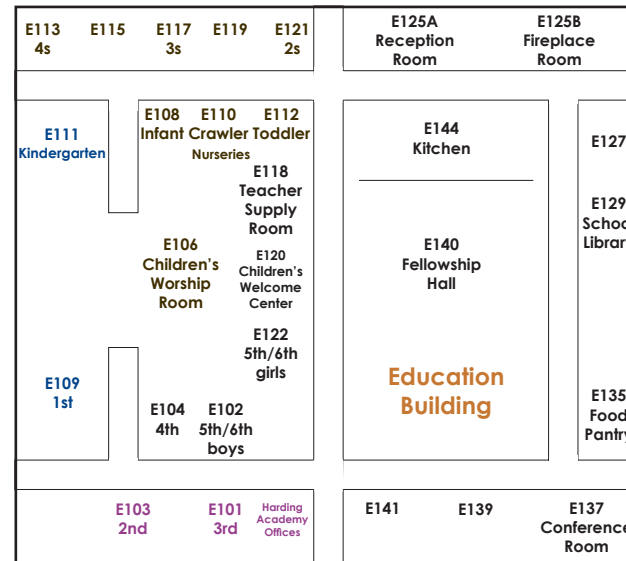 E113
4s
E115
E117
3s
E119
E121
2s
E125A
Reception
Room
E125B
Fireplace
Room
E111
Kindergarten
E108
Infant
E110
Crawler
E112
Toddler
Nurseries
E118
Teacher
Supply
Room
E106
Children's
Worship
Room
E120
Children's
Welcome
Center
E122
5th/6th
girls
E109
1st
E104
4th
E102
5th/6th
boys
E144
Kitchen
E140
Fellowship
Hall
Education
Building
E127
E129
Schoo
Librar
E135
Food
Pantry
E103
2nd
E101
3rd
Harding
Academy
Offices
E141
E139
E137
Conference
Room